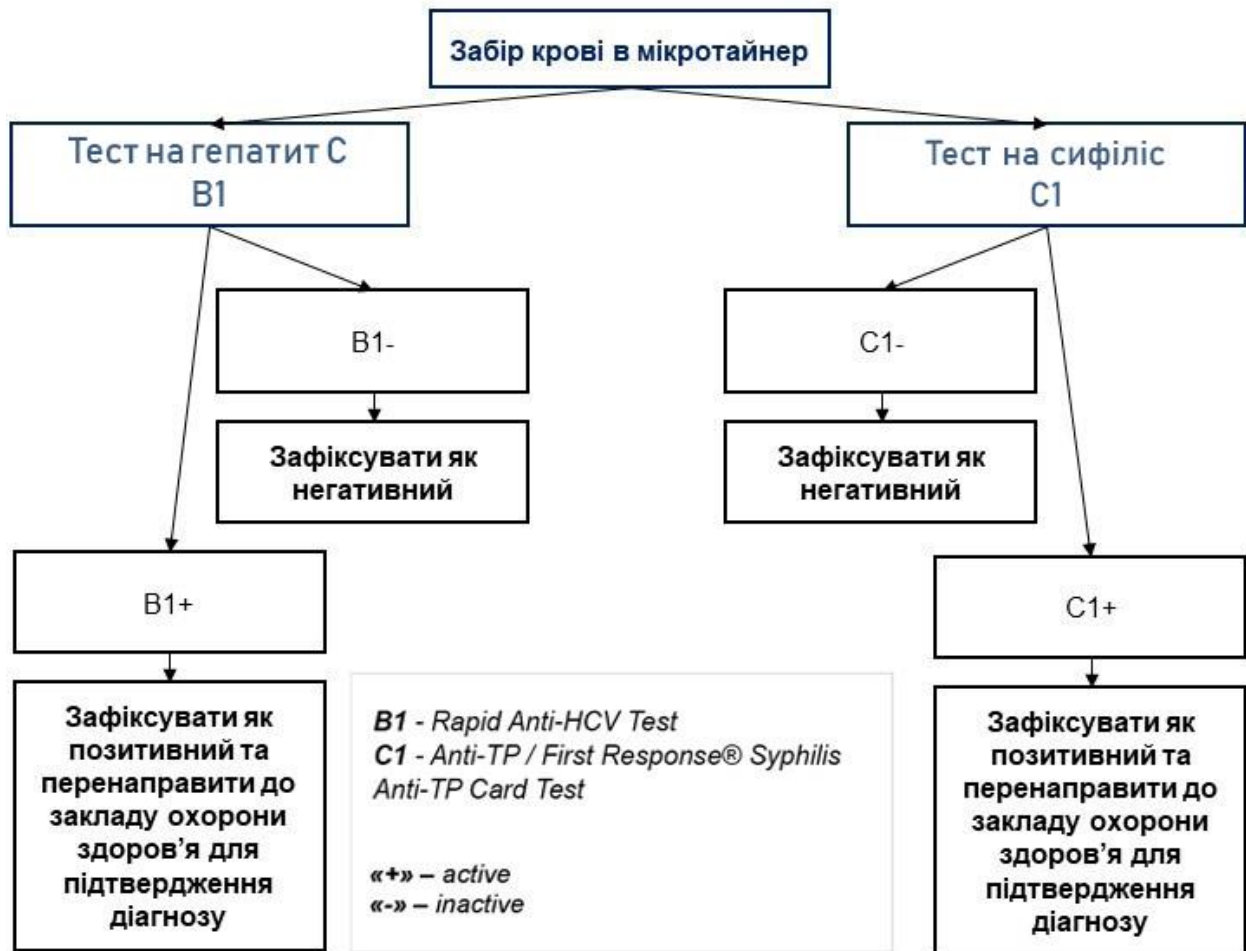 Забір крові в мікротайнер
Тест на гепатит С
В1
Тест на сифіліс
С1
В1-
С1-
Зафіксувати як
негативний
Зафіксувати як
негативний
В1+
С1+
Зафіксувати як
позитивний та
перенаправити до
закладу охорони
здоров’я для
підтвердження
діагнозу
B1 - Rapid Anti-HCV Test
C1 - Anti-TP / First Response® Syphilis
Anti-TP Card Test
«+» – active
«-» – inactive
Зафіксувати як
позитивний та
перенаправити до
закладу охорони
здоров’я для
підтвердження
діагнозу